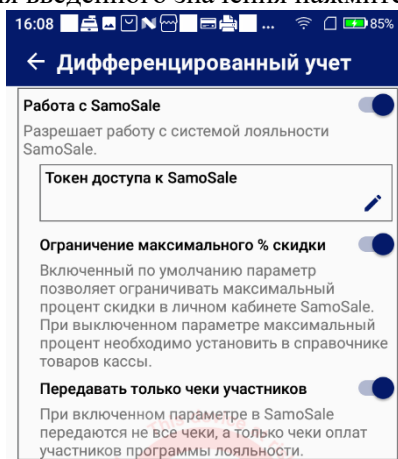 я введенного значения нажмите
16:08 ... 85%
← Дифференцированный учет
Работа с SamoSale
Разрешает работу с системой лояльности
SamoSale.
Токен доступа к SamoSale
Ограничение максимального % скидки
Включенный по умолчанию параметр
позволяет ограничивать максимальный
процент скидки в личном кабинете SamoSale.
При выключенном параметре максимальный
процент необходимо установить в справочнике
товаров кассы.
Передавать только чеки участников
При включенном параметре в SamoSale
передаются не все чеки, а только чеки оплат
участников программы лояльности.